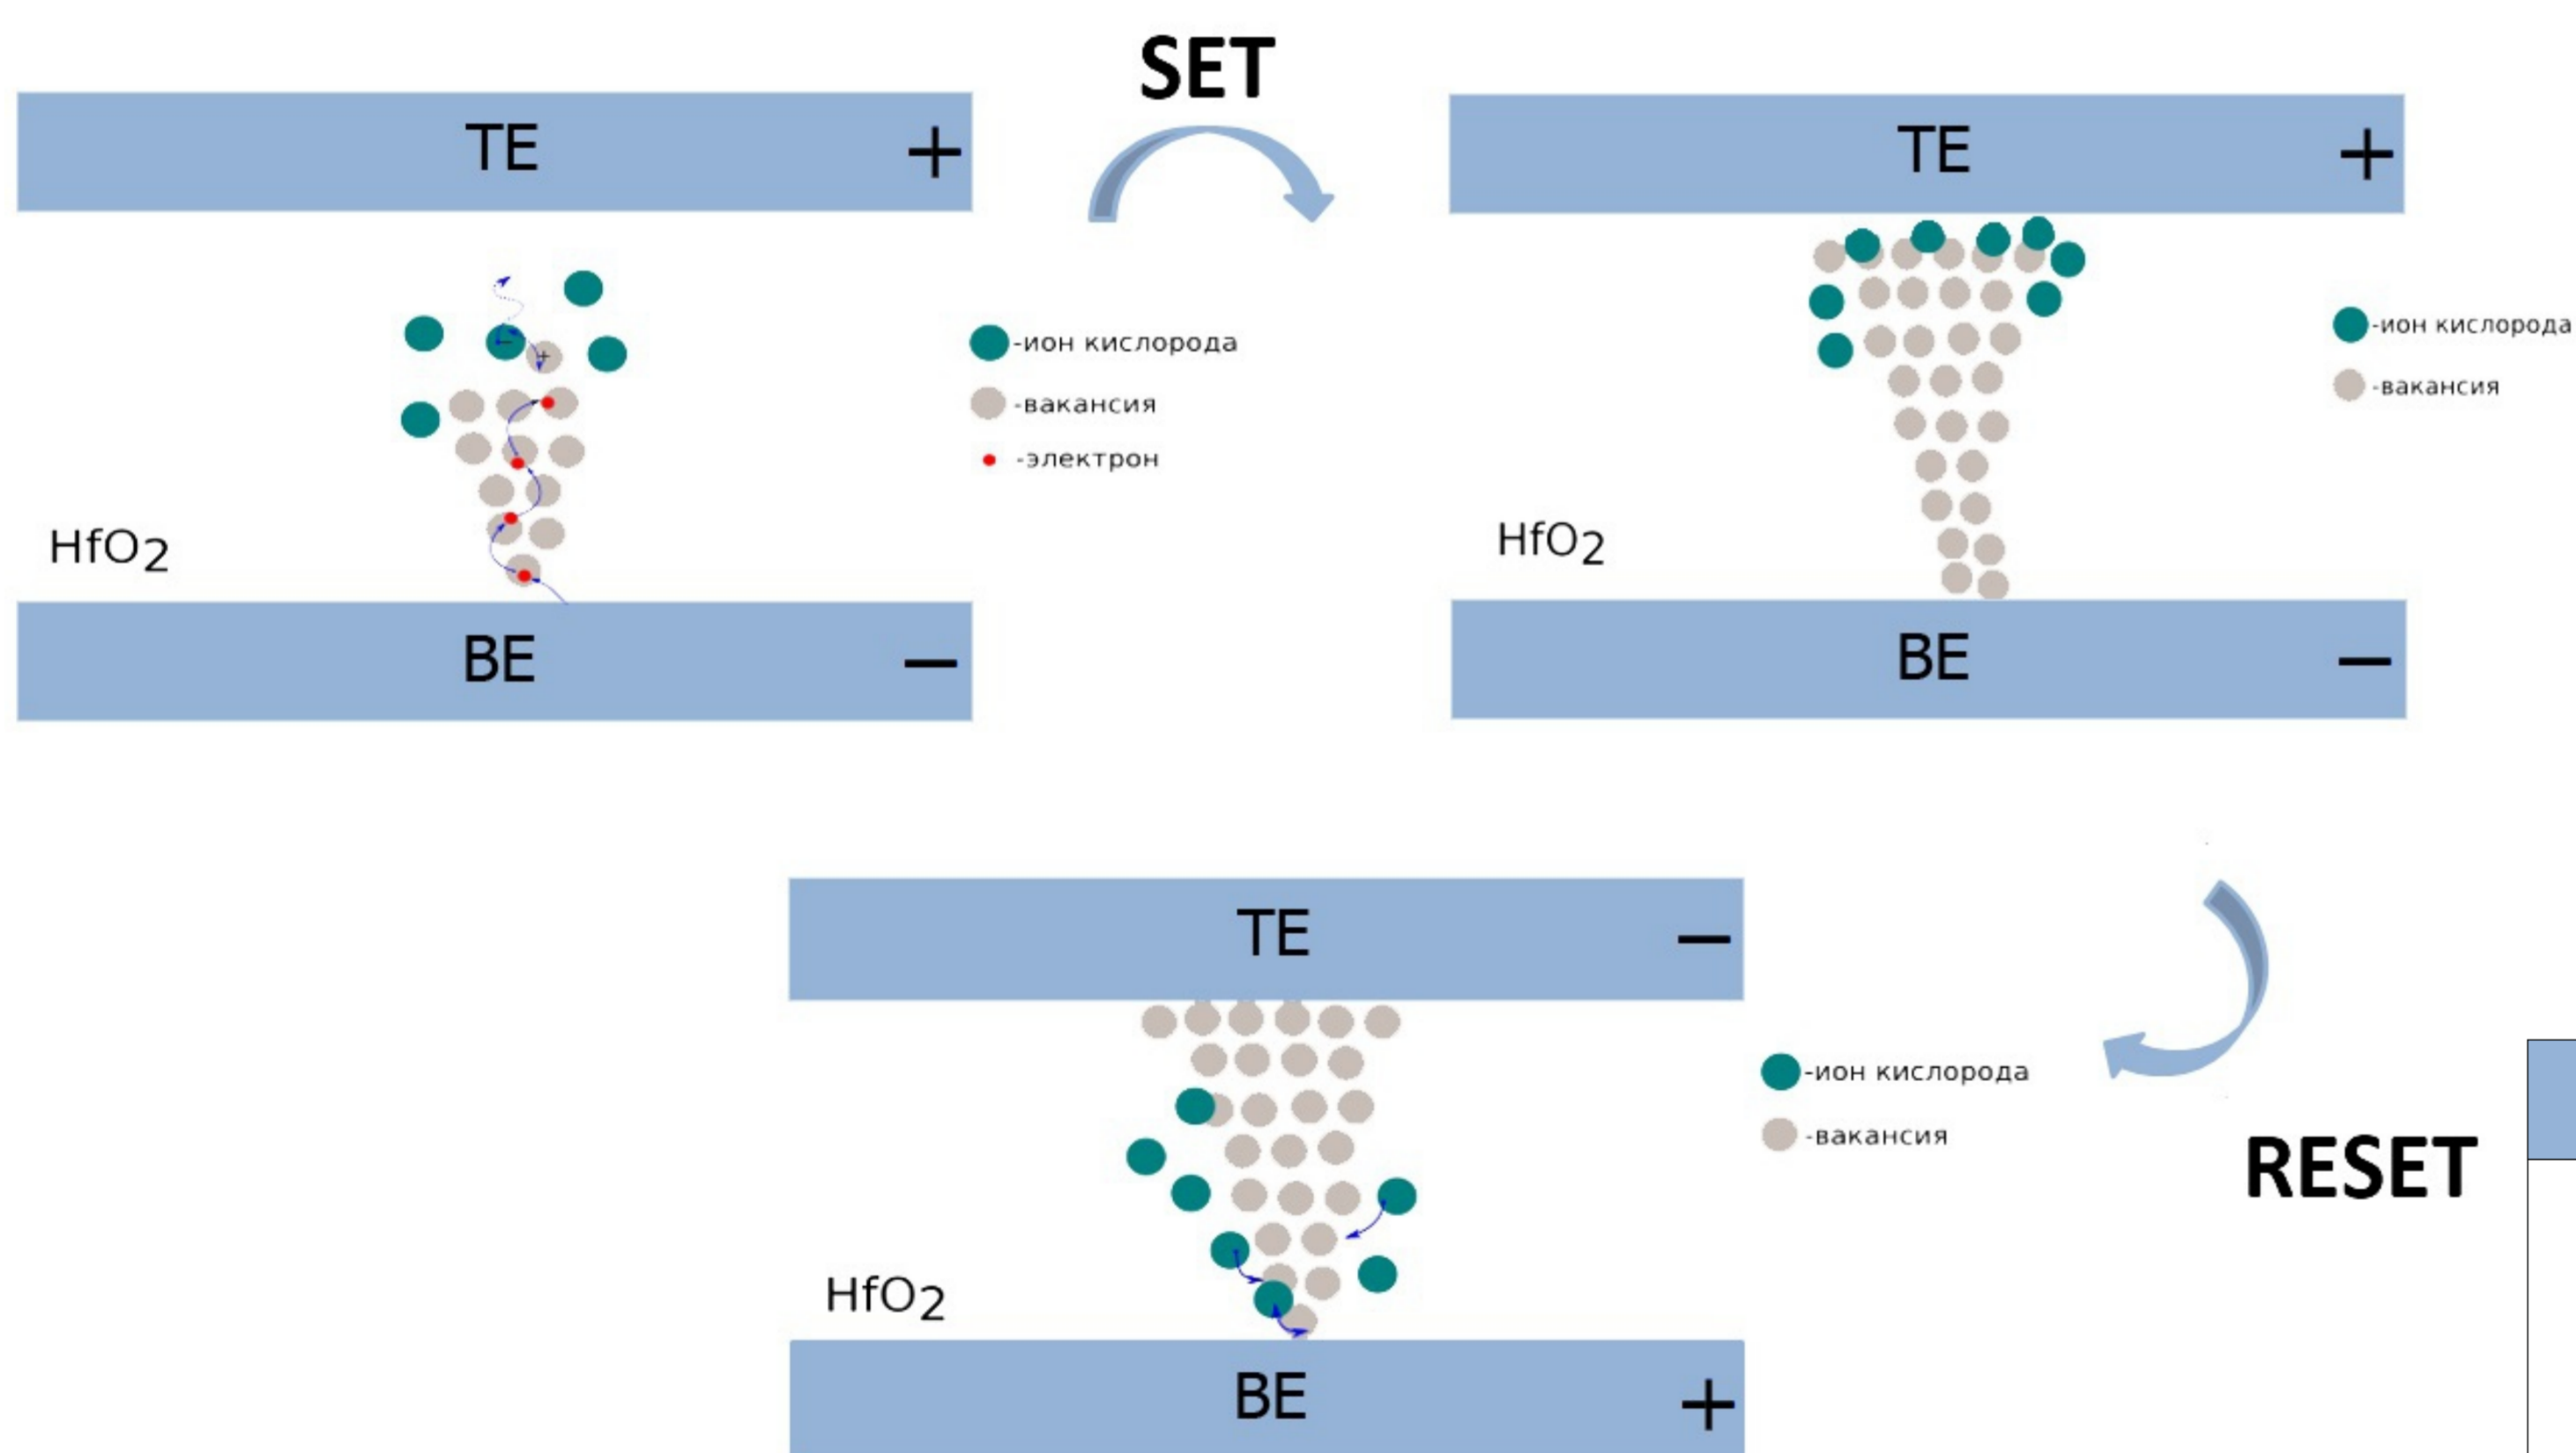 SET
TE +
-ион кислорода
-вакансия
-электрон
HfO2
BE −
TE +
-ион кислорода
-вакансия
HfO2
BE −
TE −
-ион кислорода
-вакансия
RESET
HfO2
BE +